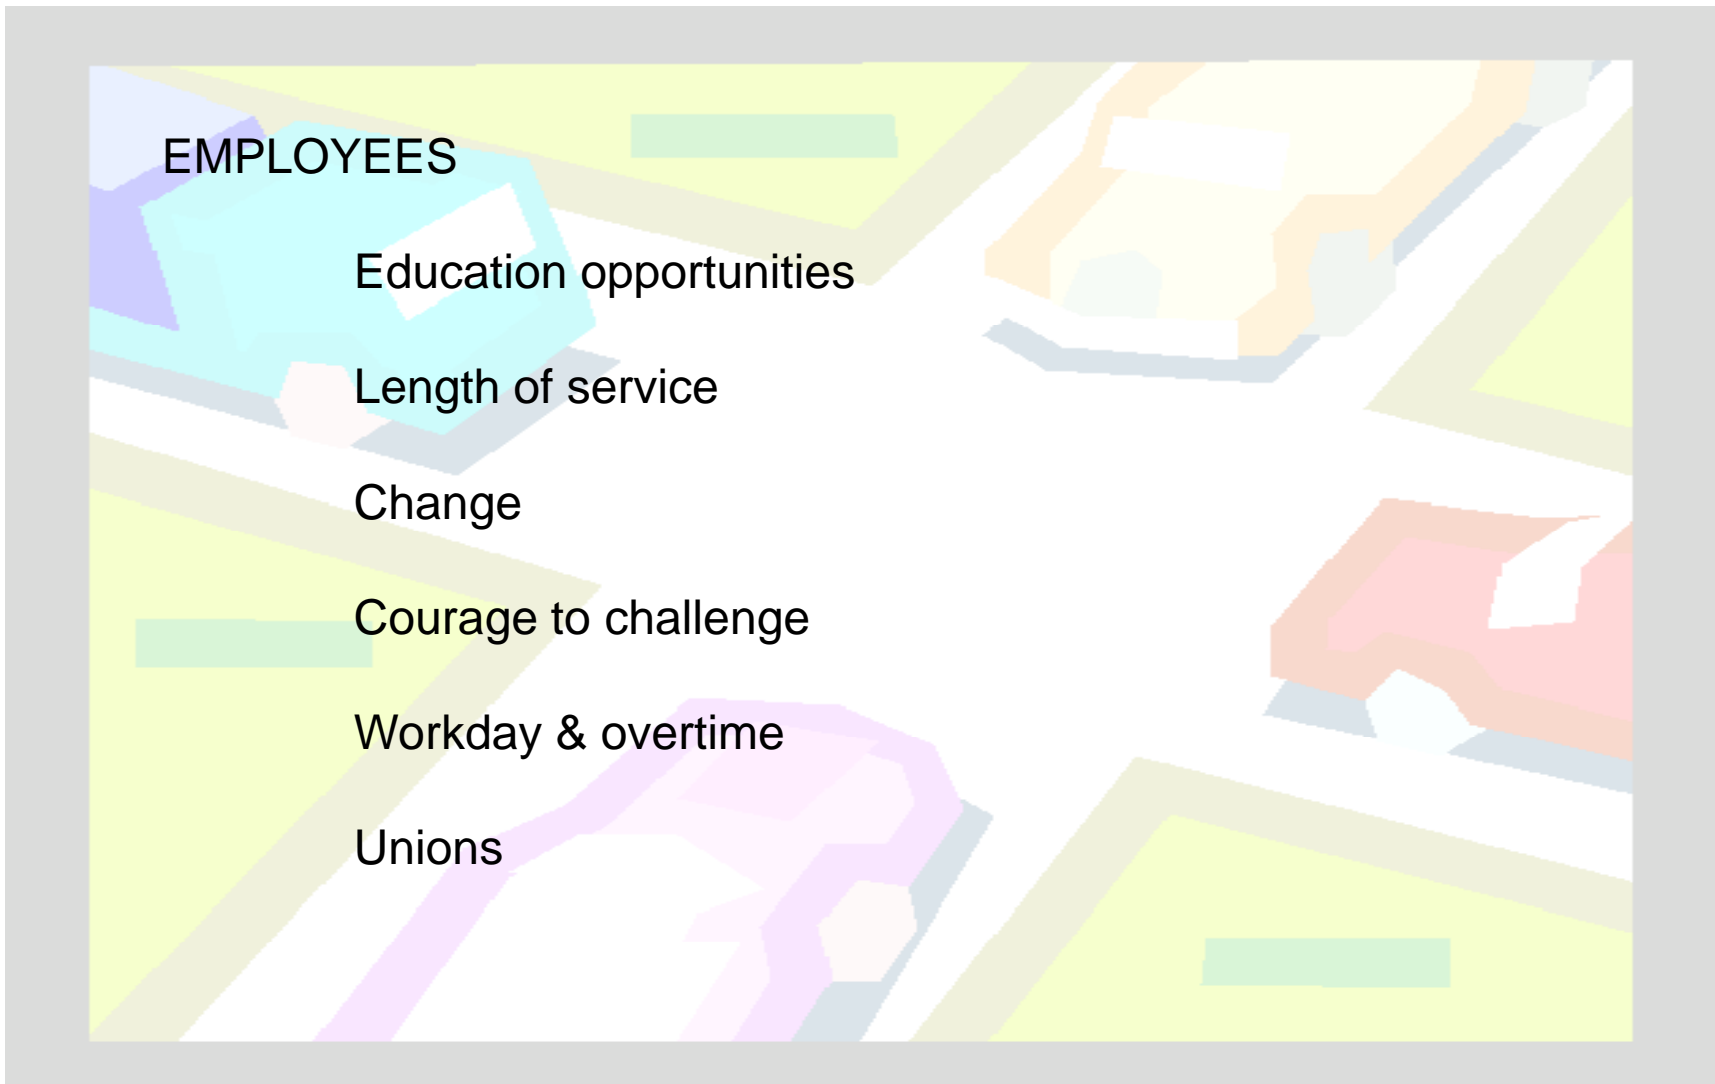 EMPLOYEES
Education opportunities
Length of service
Change
Courage to challenge
Workday & overtime
Unions